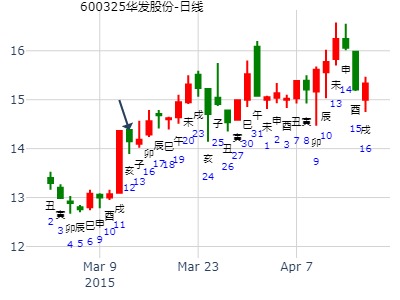 600325华发股份-日线
16
15
14
13
12
丑
2
寅
3
卯
4
辰
5
巳
6
申
9
酉
10
戌
11
亥
12
子
13
卯
16
辰
17
巳
18
午
19
未
20
戌
23
亥
24
子
25
丑
26
寅
27
巳
30
午
31
未
1
申
2
酉
3
丑
7
寅
8
卯
9
辰
10
未
13
申
14
酉
15
戌
16
Mar 9
2015
Mar 23
Apr 7